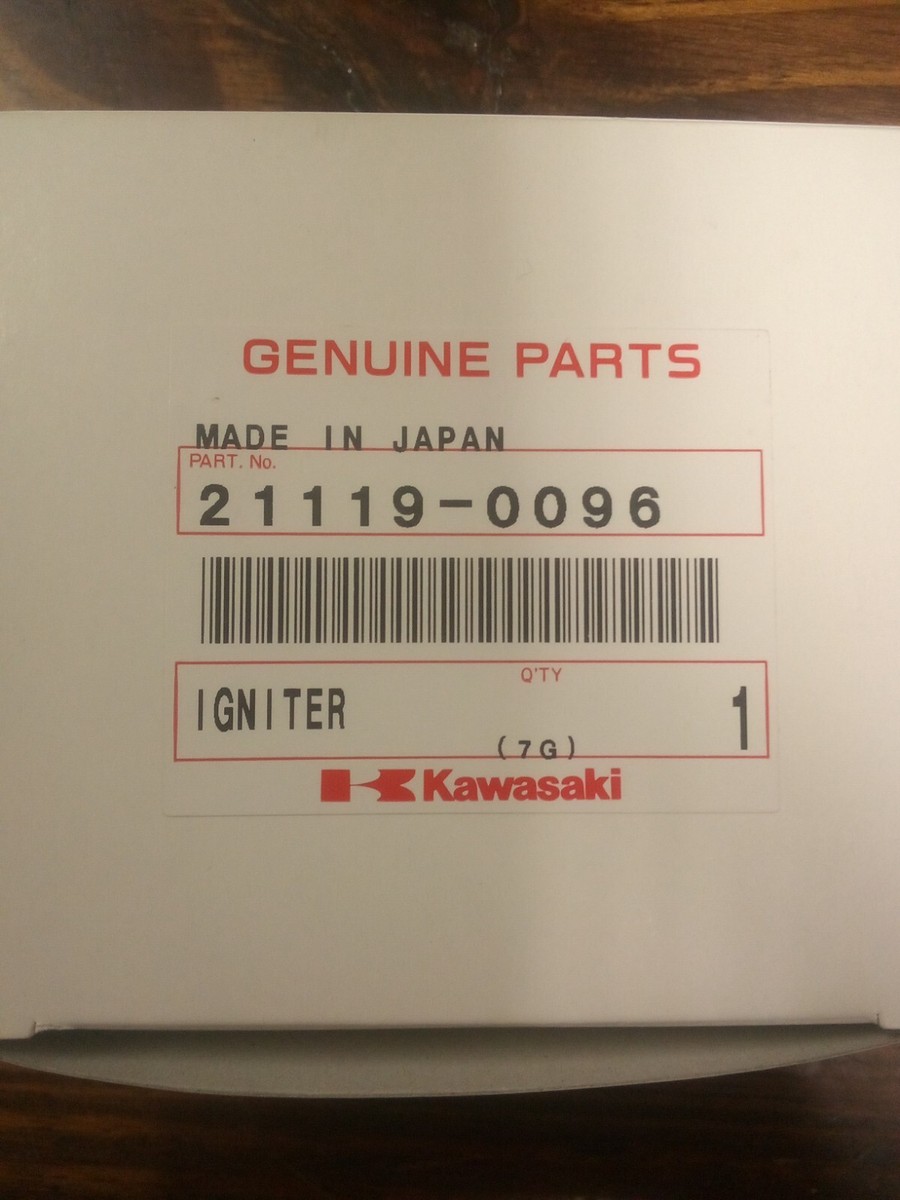 GENUINE PARTS
MADE IN JAPAN
PART. No.
21119-0096
Q'TY
IGNITER 1
(7G)
Kawasaki